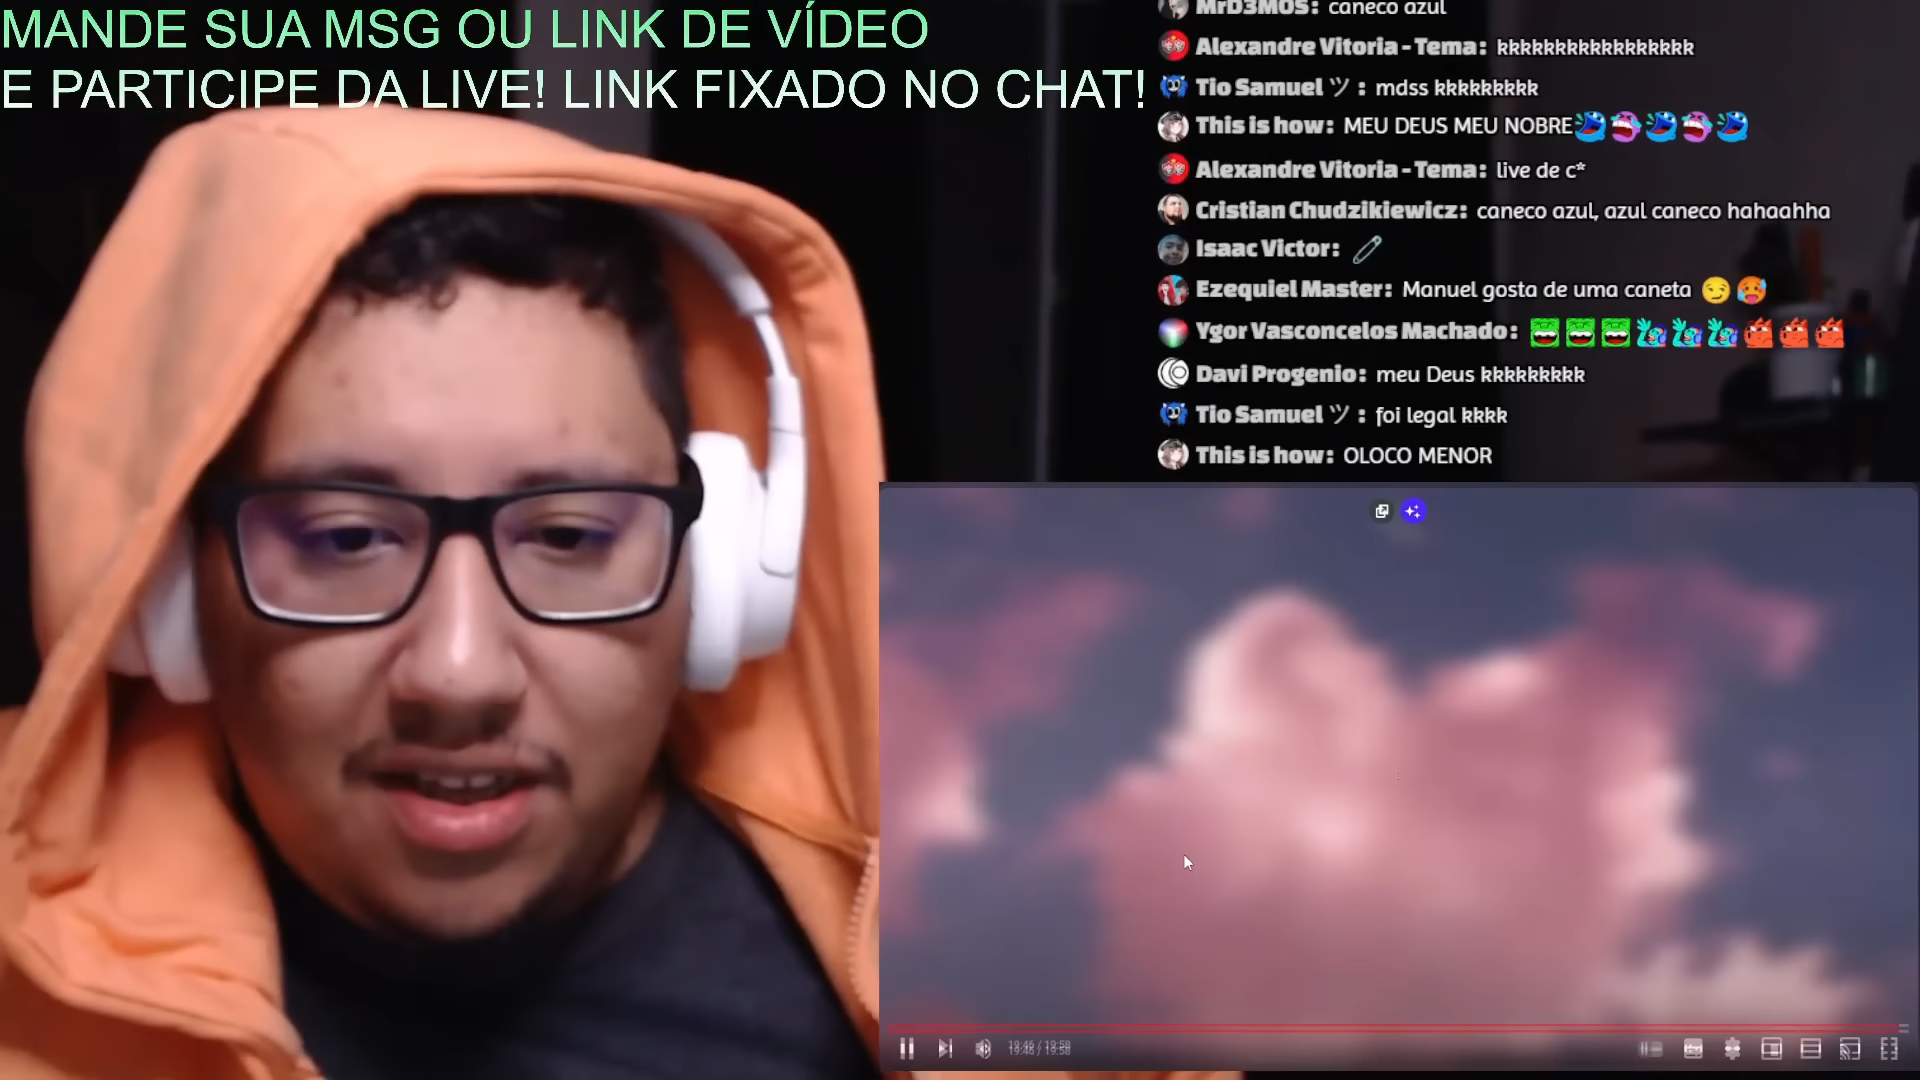 MANDE SUA MSG OU LINK DE VÍDEO
E PARTICIPE DA LIVE! LINK FIXADO NO CHAT!
MrD3MOS: caneco azul
Alexandre Vitoria - Tema: kkkkkkkkkkkkkkkkk
Tio Samuel ツ : mdss kkkkkkkkk
This is how: MEU DEUS MEU NOBRE
Alexandre Vitoria - Tema: live de c*
Cristian Chudzikiewicz: caneco azul, azul caneco hahaahha
Isaac Victor:
Ezequiel Master: Manuel gosta de uma caneta 😏🥵
Ygor Vasconcelos Machado:
Davi Progenio: meu Deus kkkkkkkkk
Tio Samuel ツ : foi legal kkkk
This is how: OLOCO MENOR